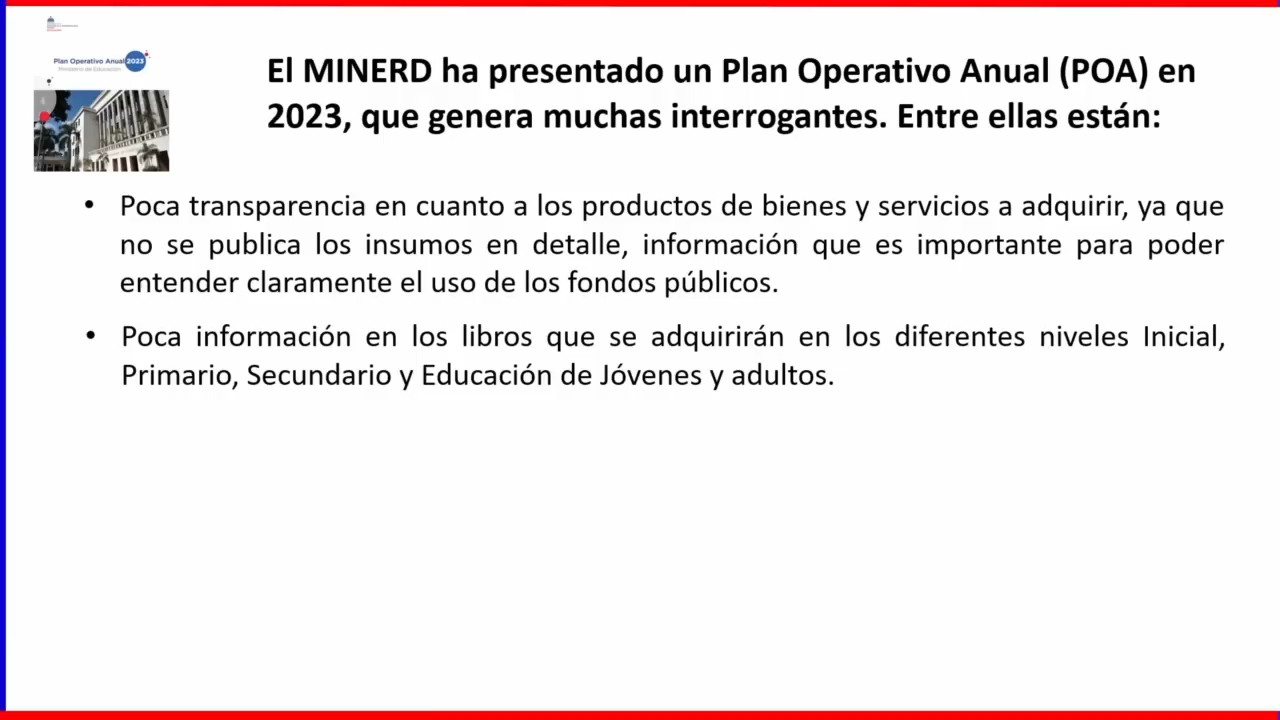 Plan Operativo Anual 2023
Ministerio de Educación
El MINERD ha presentado un Plan Operativo Anual (POA) en
2023, que genera muchas interrogantes. Entre ellas están:
• Poca transparencia en cuanto a los productos de bienes y servicios a adquirir, ya que
no se publica los insumos en detalle, información que es importante para poder
entender claramente el uso de los fondos públicos.
• Poca información en los libros que se adquirirán en los diferentes niveles Inicial,
Primario, Secundario y Educación de Jóvenes y adultos.